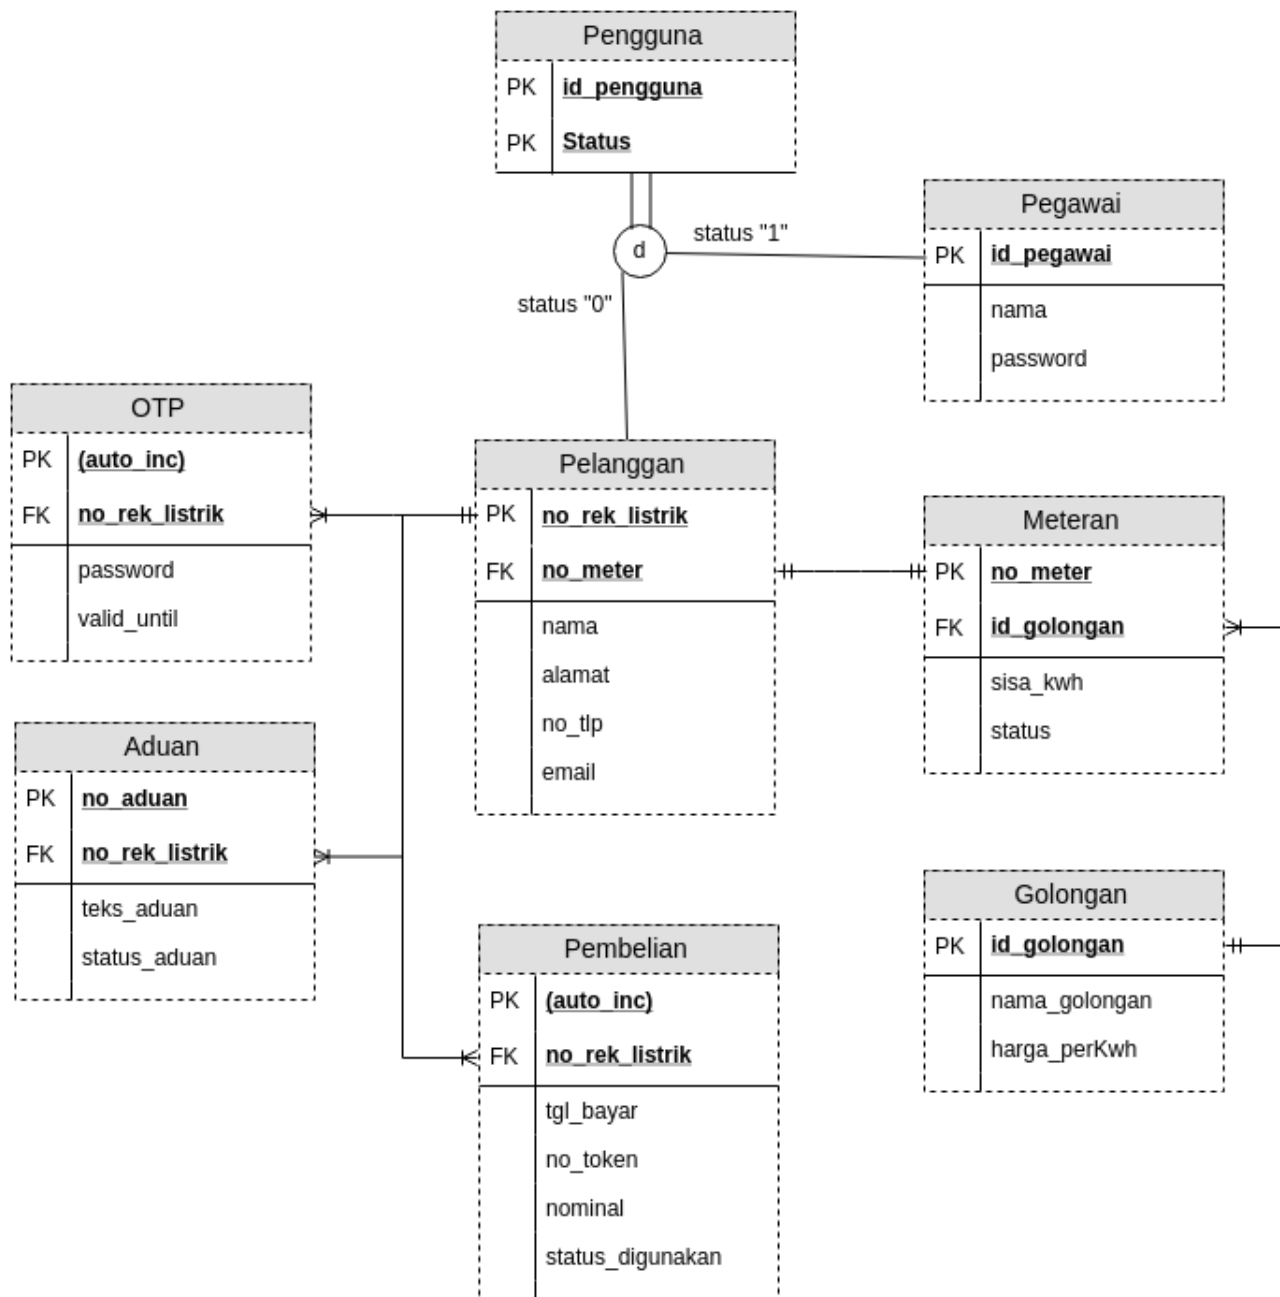 Pengguna
PK id_pengguna
PK Status
d
status "1"
status "0"
Pegawai
PK id_pegawai
nama
password
OTP
PK (auto_inc)
FK no_rek_listrik
password
valid_until
Pelanggan
PK no_rek_listrik
FK no_meter
nama
alamat
no_tlp
email
Meteran
PK no_meter
FK id_golongan
sisa_kwh
status
Aduan
PK no_aduan
FK no_rek_listrik
teks_aduan
status_aduan
Pembelian
PK (auto_inc)
FK no_rek_listrik
tgl_bayar
no_token
nominal
status_digunakan
Golongan
PK id_golongan
nama_golongan
harga_perKwh